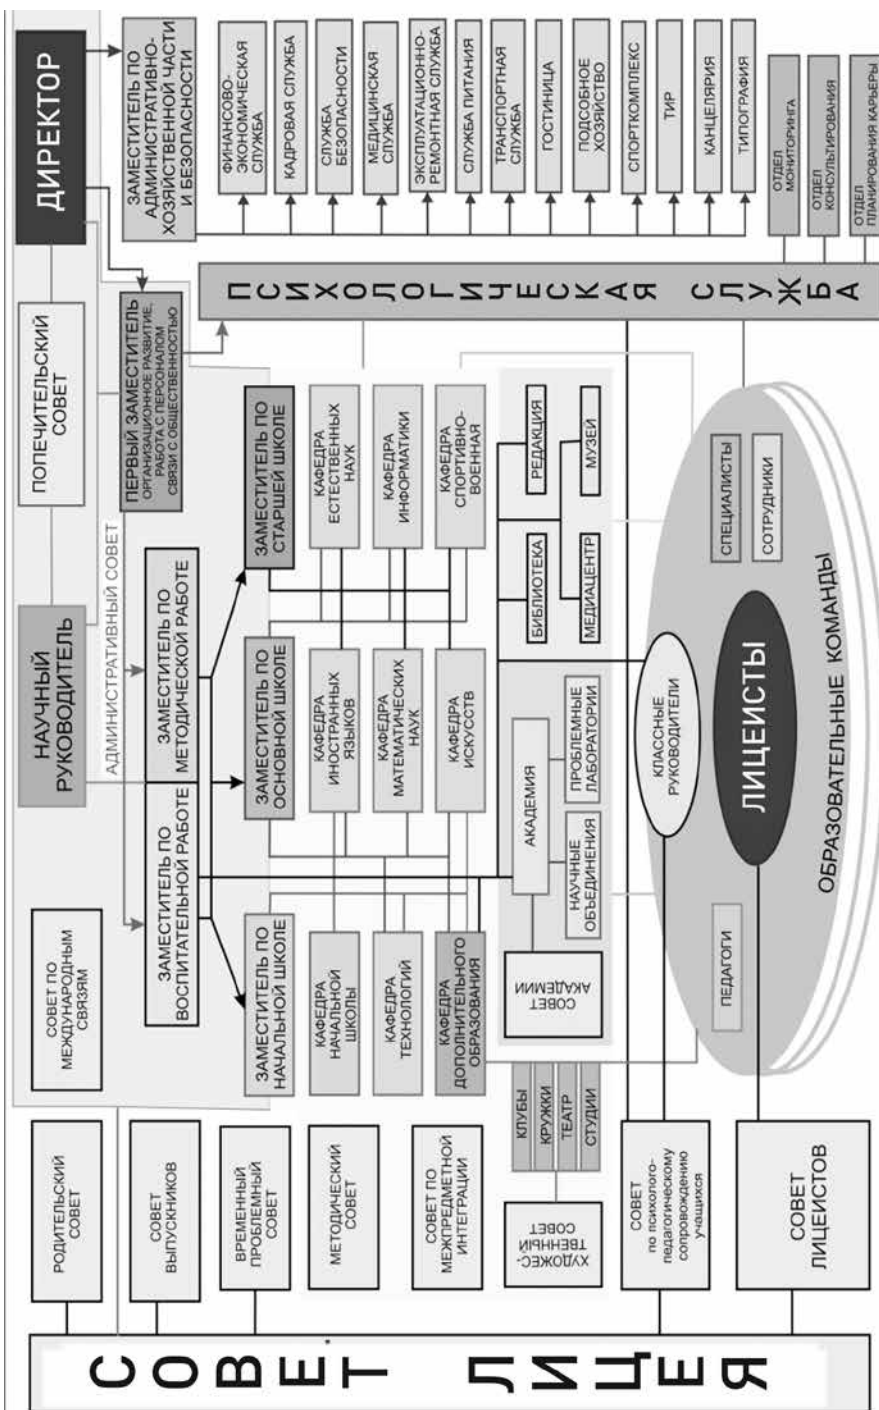 СОВЕТ ЛИЦЕЯ
РОДИТЕЛЬСКИЙ
СОВЕТ
СОВЕТ
ВЫПУСКНИКОВ
ВРЕМЕННЫЙ
ПРОБЛЕМНЫЙ
СОВЕТ
МЕТОДИЧЕСКИЙ
СОВЕТ
СОВЕТ ПО
МЕЖПРЕДМЕТНОЙ
ИНТЕГРАЦИИ
ХУДОЖЕС-
ТВЕННЫЙ
СОВЕТ
СОВЕТ
по психолого-
педагогическому
сопровождению
учащихся
СОВЕТ
ЛИЦЕИСТОВ
КЛУБЫ
КРУЖКИ
ТЕАТР
СТУДИИ
СОВЕТ ПО
МЕЖДУНАРОДНЫМ
СВЯЗЯМ
НАУЧНЫЙ
РУКОВОДИТЕЛЬ
ПОПЕЧИТЕЛЬСКИЙ
СОВЕТ
ДИРЕКТОР
АДМИНИСТРАТИВНЫЙ СОВЕТ
ПЕРВЫЙ ЗАМЕСТИТЕЛЬ
ОРГАНИЗАЦИОННОЕ РАЗВИТИЕ,
РАБОТА С ПЕРСОНАЛОМ
СВЯЗИ С ОБЩЕСТВЕННОСТЬЮ
ЗАМЕСТИТЕЛЬ ПО
АДМИНИСТРАТИВНО-
ХОЗЯЙСТВЕННОЙ ЧАСТИ
И БЕЗОПАСНОСТИ
ЗАМЕСТИТЕЛЬ ПО
ВОСПИТАТЕЛЬНОЙ РАБОТЕ
ЗАМЕСТИТЕЛЬ ПО
МЕТОДИЧЕСКОЙ РАБОТЕ
ЗАМЕСТИТЕЛЬ ПО
НАЧАЛЬНОЙ ШКОЛЕ
ЗАМЕСТИТЕЛЬ ПО
ОСНОВНОЙ ШКОЛЕ
ЗАМЕСТИТЕЛЬ ПО
СТАРШЕЙ ШКОЛЕ
КАФЕДРА
НАЧАЛЬНОЙ
ШКОЛЫ
КАФЕДРА
ИНОСТРАННЫХ
ЯЗЫКОВ
КАФЕДРА
ЕСТЕСТВЕННЫХ
НАУК
КАФЕДРА
ТЕХНОЛОГИЙ
КАФЕДРА
МАТЕМАТИЧЕСКИХ
НАУК
КАФЕДРА
ИНФОРМАТИКИ
КАФЕДРА
ДОПОЛНИТЕЛЬНОГО
ОБРАЗОВАНИЯ
КАФЕДРА
ИСКУССТВ
КАФЕДРА
СПОРТИВНО-
ВОЕННАЯ
СОВЕТ
АКАДЕМИИ
АКАДЕМИЯ
НАУЧНЫЕ
ОБЪЕДИНЕНИЯ
ПРОБЛЕМНЫЕ
ЛАБОРАТОРИИ
БИБЛИОТЕКА
РЕДАКЦИЯ
МЕДИАЦЕНТР
МУЗЕЙ
КЛАССНЫЕ
РУКОВОДИТЕЛИ
ПЕДАГОГИ
ЛИЦЕИСТЫ
СПЕЦИАЛИСТЫ
СОТРУДНИКИ
ОБРАЗОВАТЕЛЬНЫЕ КОМАНДЫ
ПСИХОЛОГИЧЕСКАЯ СЛУЖБА
ФИНАНСОВО-
ЭКОНОМИЧЕСКАЯ
СЛУЖБА
КАДРОВАЯ СЛУЖБА
СЛУЖБА
БЕЗОПАСНОСТИ
МЕДИЦИНСКАЯ
СЛУЖБА
ЭКСПЛУАТАЦИОННО-
РЕМОНТНАЯ СЛУЖБА
СЛУЖБА ПИТАНИЯ
ТРАНСПОРТНАЯ
СЛУЖБА
ГОСТИНИЦА
ПОДСОБНОЕ
ХОЗЯЙСТВО
СПОРТКОМПЛЕКС
ТИР
КАНЦЕЛЯРИЯ
ТИПОГРАФИЯ
ОТДЕЛ
МОНИТОРИНГА
ОТДЕЛ
КОНСУЛЬТИРОВАНИЯ
ОТДЕЛ
ПЛАНИРОВАНИЯ КАРЬЕРЫ